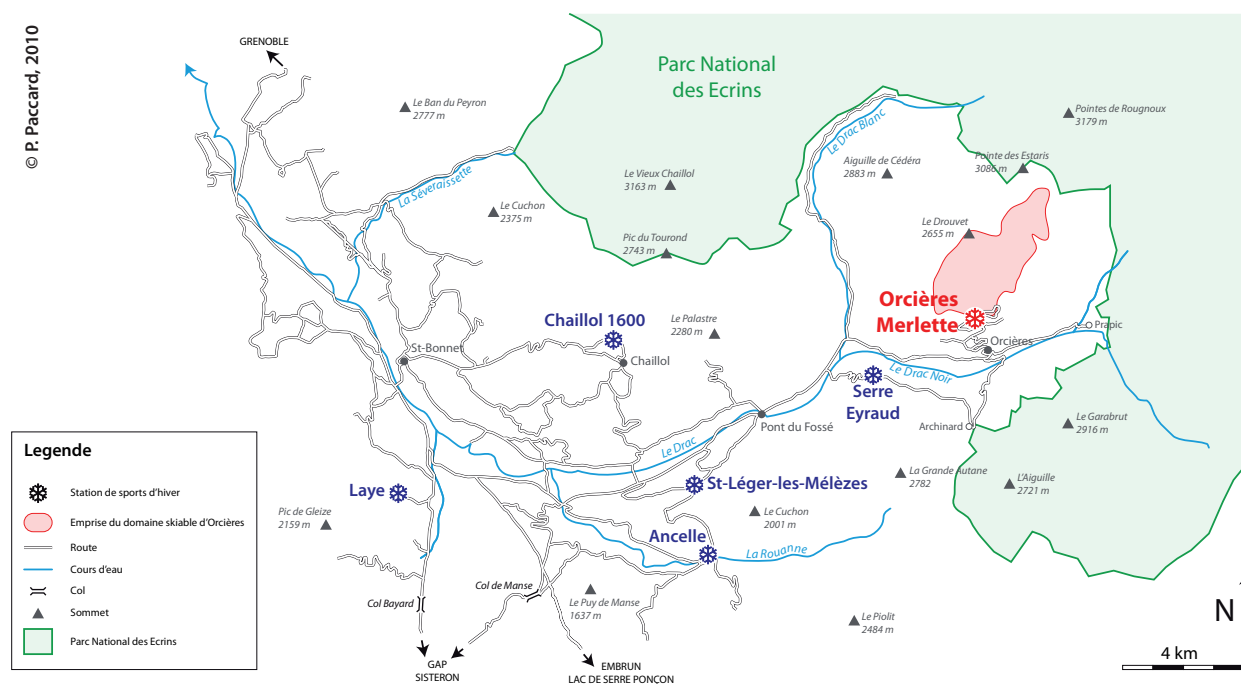 © P. Paccard, 2010
GRENOBLE
Parc National
des Ecrins
Le Ban du Peyron
2777 m
Pointes de Rougnoux
3179 m
Le Drac Blanc
Aiguille de Cédéra
2883 m
Pointe des Estaris
3086 m
La Séveraissette
Le Vieux Chaillol
3163 m
Le Cuchon
2375 m
Le Drouvet
2655 m
Pic du Tourond
2743 m
Orcières
Merlette
Chaillol 1600
Le Palastre
2280 m
Prapic
St-Bonnet
Chaillol
Orcières
Le Drac Noir
Serre
Eyraud
Pont du Fossé
Archinard
Le Garabrut
2916 m
Le Drac
La Grande Autane
2782
L'Aiguille
2721 m
Laye
St-Léger-les-Mélèzes
Pic de Gleize
2159 m
Le Cuchon
2001 m
Ancelle
La Rouanne
Col de Manse
Col Bayard
Le Puy de Manse
1637 m
Le Piolit
2484 m
GAP
SISTERON
EMBRUN
LAC DE SERRE PONÇON
N
4 km
Legende
Station de sports d'hiver
Emprise du domaine skiable d'Orcières
Route
Cours d'eau
Col
Sommet
Parc National des Ecrins